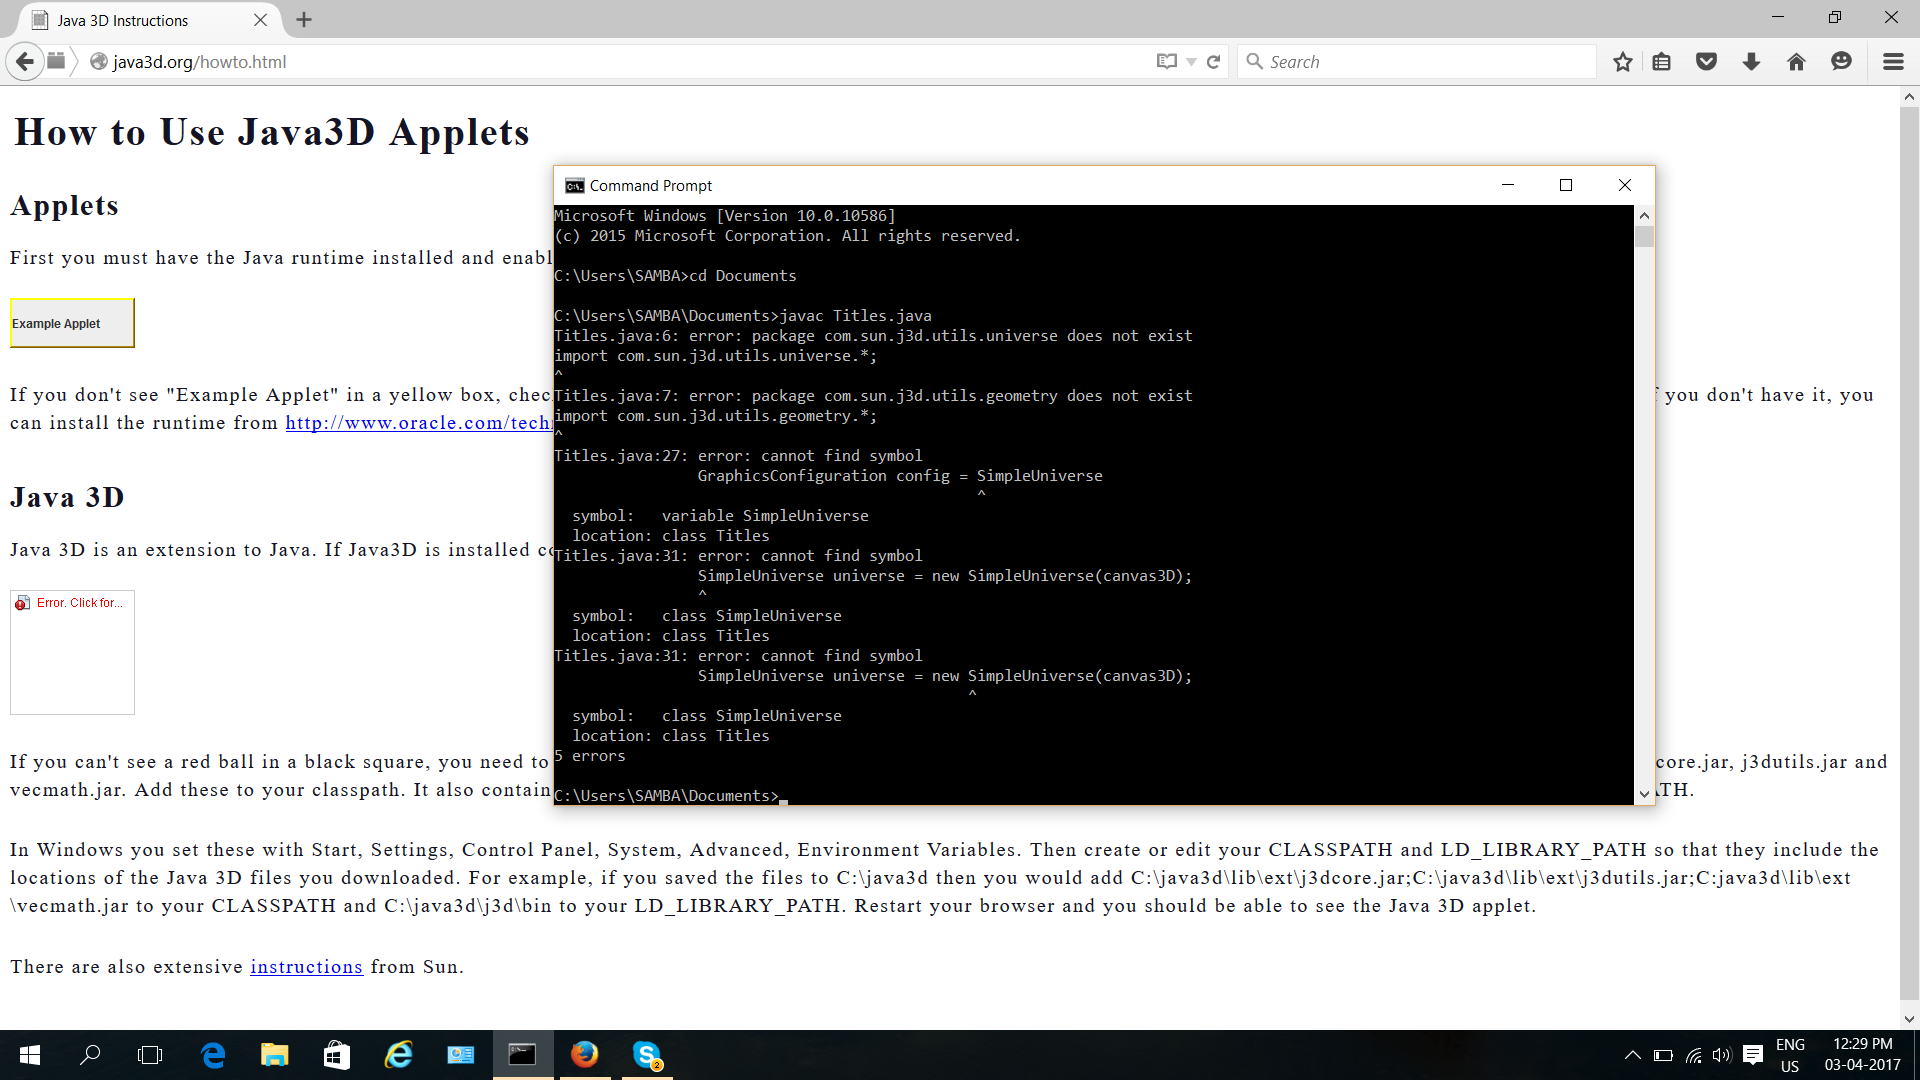 Java 3D Instructions
java3d.org/howto.html
Search
How to Use Java3D Applets
Applets
First you must have the Java runtime installed and enabl
Example Applet
If you don't see "Example Applet" in a yellow box, chec
f you don't have it, you
can install the runtime from http://www.oracle.com/tech
Java 3D
Java 3D is an extension to Java. If Java3D is installed co
Error. Click for...
If you can't see a red ball in a black square, you need to
core.jar, j3dutils.jar and
vecmath.jar. Add these to your classpath. It also contain
ATH.
In Windows you set these with Start, Settings, Control Panel, System, Advanced, Environment Variables. Then create or edit your CLASSPATH and LD_LIBRARY_PATH so that they include the
locations of the Java 3D files you downloaded. For example, if you saved the files to C:\java3d then you would add C:\java3d\lib\ext\j3dcore.jar;C:\java3d\lib\ext\j3dutils.jar;C:java3d\lib\ext
\vecmath.jar to your CLASSPATH and C:\java3d\j3d\bin to your LD_LIBRARY_PATH. Restart your browser and you should be able to see the Java 3D applet.
There are also extensive instructions from Sun.
Command Prompt
Microsoft Windows [Version 10.0.10586]
(c) 2015 Microsoft Corporation. All rights reserved.
C:\Users\SAMBA>cd Documents
C:\Users\SAMBA\Documents>javac Titles.java
Titles.java:6: error: package com.sun.j3d.utils.universe does not exist
import com.sun.j3d.utils.universe.*;
^
Titles.java:7: error: package com.sun.j3d.utils.geometry does not exist
import com.sun.j3d.utils.geometry.*;
^
Titles.java:27: error: cannot find symbol
GraphicsConfiguration config = SimpleUniverse
^
symbol:   variable SimpleUniverse
location: class Titles
Titles.java:31: error: cannot find symbol
SimpleUniverse universe = new SimpleUniverse(canvas3D);
^
symbol:   class SimpleUniverse
location: class Titles
Titles.java:31: error: cannot find symbol
SimpleUniverse universe = new SimpleUniverse(canvas3D);
^
symbol:   class SimpleUniverse
location: class Titles
5 errors
C:\Users\SAMBA\Documents>
2
ENG
US
12:29 PM
03-04-2017